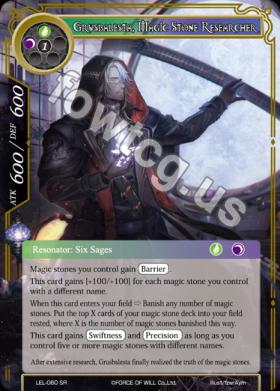 Grusbalesta, Magic Stone Researcher
1
ATK 600/DEF 600
fowtcg.us
Resonator: Six Sages
Magic stones you control gain Barrier.
This card gains [+100/+100] for each magic stone you control
with a different name.
When this card enters your field ⇨ Banish any number of magic
stones. Put the top X cards of your magic stone deck into your field
rested, where X is the number of magic stones banished this way.
This card gains Swiftness and Precision as long as you
control five or more magic stones with different names.
After extensive research, Grusbalesta finally realized the truth of the magic stones.
LEL-060 SR
©FORCE OF WILL Co.,Ltd.